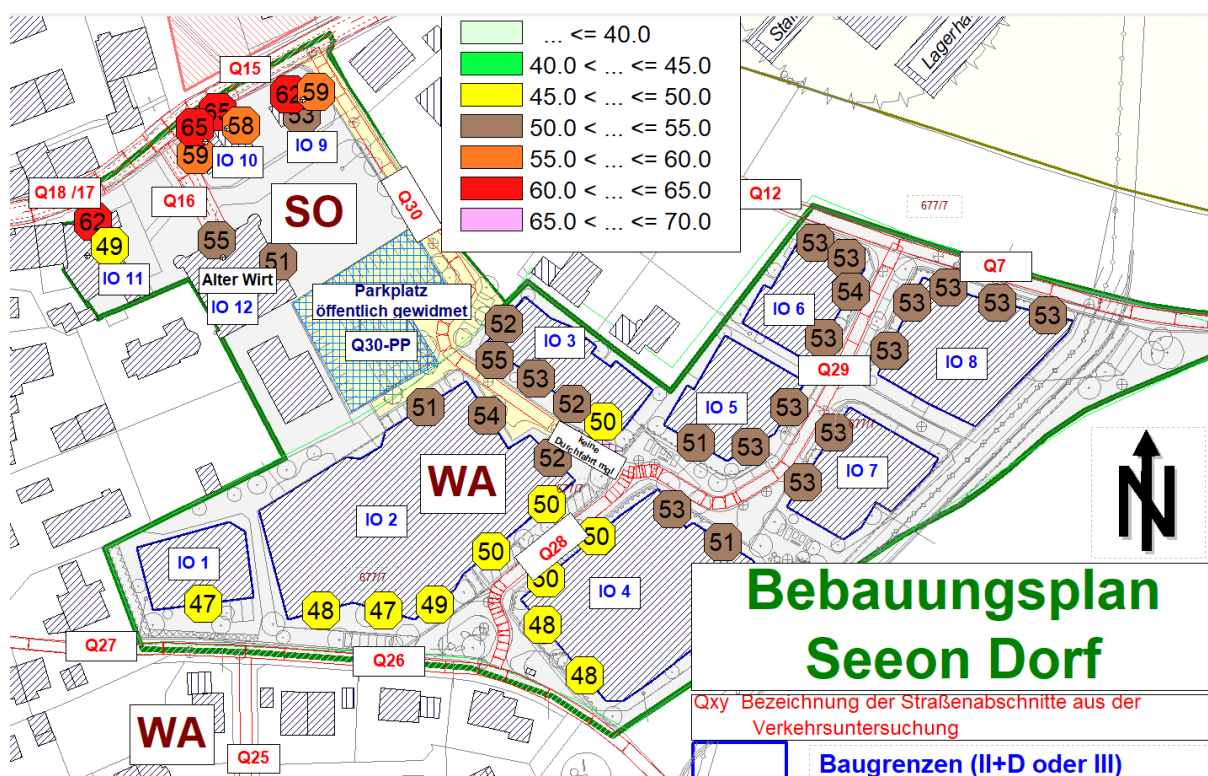 ... <= 40.0
40.0 < ... <= 45.0
45.0 < ... <= 50.0
50.0 < ... <= 55.0
55.0 < ... <= 60.0
60.0 < ... <= 65.0
65.0 < ... <= 70.0
Q15
62
59
53
IO 9
65
65
58
59
IO 10
Q18 /17
Q16
62
49
IO 11
SO
Q30
55
51
Alter Wirt
IO 12
Parkplatz
öffentlich gewidmet
Q30-PP
Q12
677/7
Q7
53
53
54
53
IO 6
53
53
53
53
53
IO 8
Q29
52
55
IO 3
53
52
50
51
54
52
keine
Durchfahrt mgl.
677/7
WA
IO 5
53
51
53
53
677/7
IO 7
53
IO 2
50
50
Q28
50
50
53
51
IO 4
48
48
IO 1
47
677/7
48
47
49
Q27
Q26
WA
Q25
N
Bebauungsplan
Seeon Dorf
Qxy Bezeichnung der Straßenabschnitte aus der
Verkehrsuntersuchung
Baugrenzen (II+D oder III)